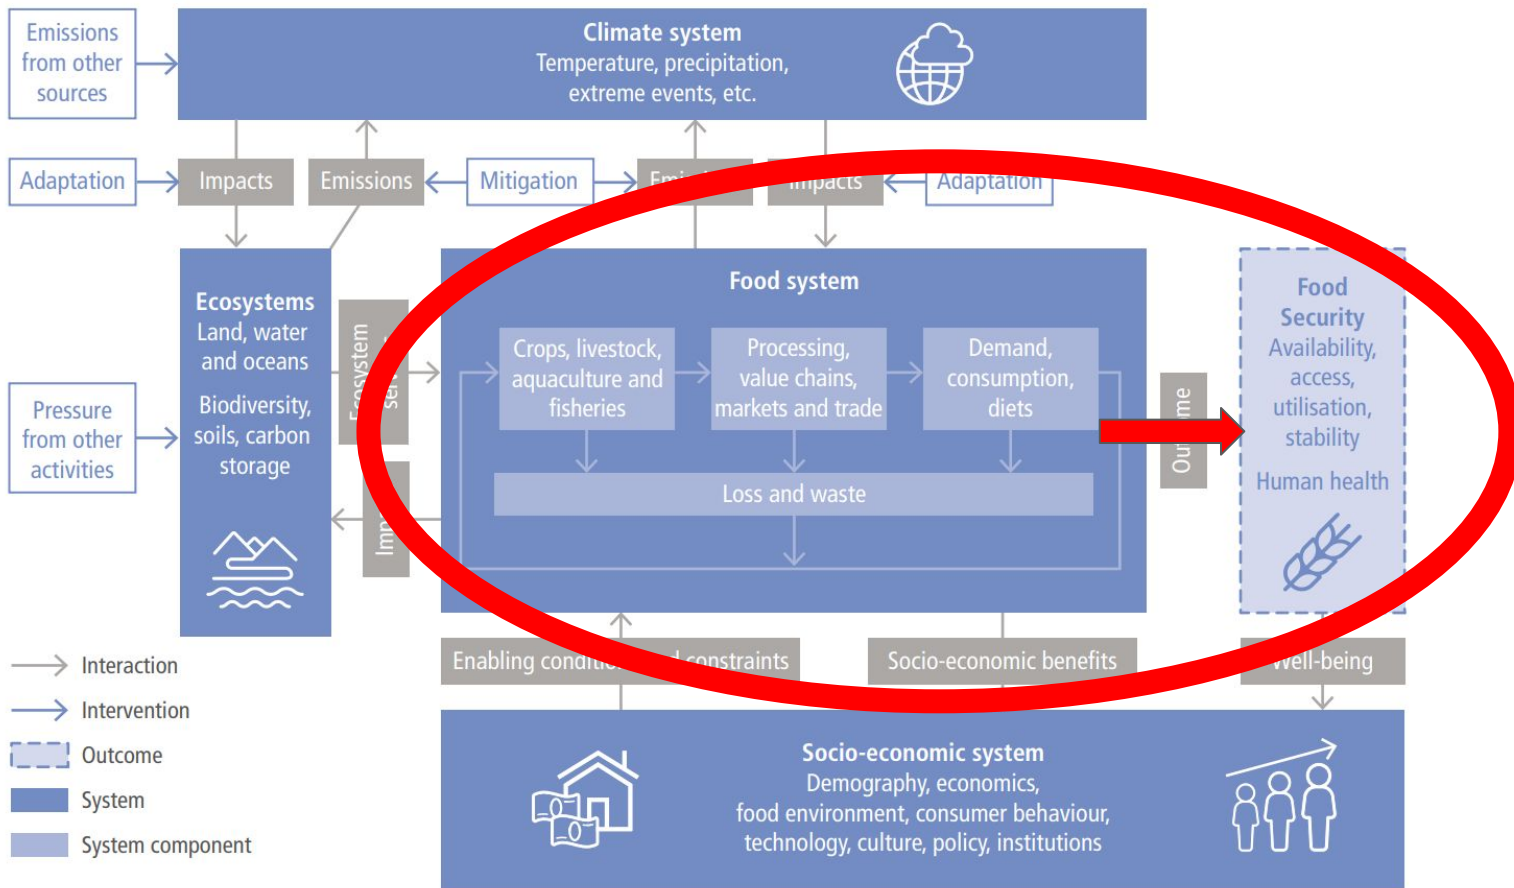 Emissions
from other
sources
Climate system
Temperature, precipitation,
extreme events, etc.
Adaptation
Impacts
Emissions
Mitigation
Impacts
Adaptation
Ecosystems
Land, water
and oceans
Biodiversity,
soils, carbon
storage
Pressure
from other
activities
Ecosystem
Food system
Crops, livestock,
aquaculture and
fisheries
Processing,
value chains,
markets and trade
Demand,
consumption,
diets
Loss and waste
Food
Security
Availability,
access,
utilisation,
stability
Human health
Enabling constraints
Socio-economic benefits
Well-being
Socio-economic system
Demography, economics,
food environment, consumer behaviour,
technology, culture, policy, institutions
Interaction
Intervention
Outcome
System
System component